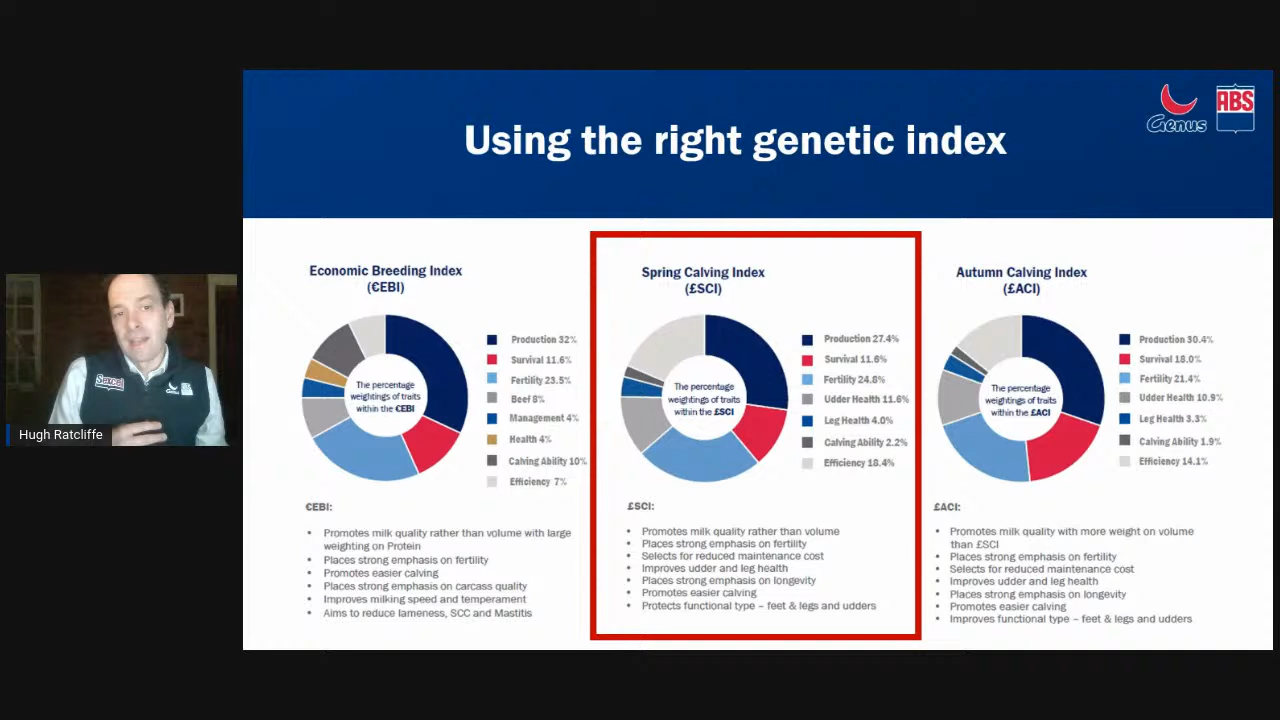 Using the right genetic index
Genus
ABS
Economic Breeding Index
(€EBI)
The percentage
weightings of traits
within the €EBI
Production 32%
Survival 11.6%
Fertility 23.5%
Beef 8%
Management 4%
Health 4%
Calving Ability 10%
Efficiency 7%
€EBI:
• Promotes milk quality rather than volume with large
weighting on Protein
• Places strong emphasis on fertility
• Promotes easier calving
• Places strong emphasis on carcass quality
• Improves milking speed and temperament
• Aims to reduce lameness, SCC and Mastitis
Spring Calving Index
(£SCI)
The percentage
weightings of traits
within the £SCI
Production 27.4%
Survival 11.6%
Fertility 24.8%
Udder Health 11.6%
Leg Health 4.0%
Calving Ability 2.2%
Efficiency 18.4%
£SCI:
• Promotes milk quality rather than volume
• Places strong emphasis on fertility
• Selects for reduced maintenance cost
• Improves udder and leg health
• Places strong emphasis on longevity
• Promotes easier calving
• Protects functional type – feet & legs and udders
Autumn Calving Index
(£ACI)
The percentage
weightings of traits
within the £ACI
Production 30.4%
Survival 18.0%
Fertility 21.4%
Udder Health 10.9%
Leg Health 3.3%
Calving Ability 1.9%
Efficiency 14.1%
£ACI:
• Promotes milk quality with more weight on volume
than £SCI
• Places strong emphasis on fertility
• Selects for reduced maintenance cost
• Improves udder and leg health
• Places strong emphasis on longevity
• Promotes easier calving
• Improves functional type – feet & legs and udders
Sexcel
Genus
Hugh Ratcliffe